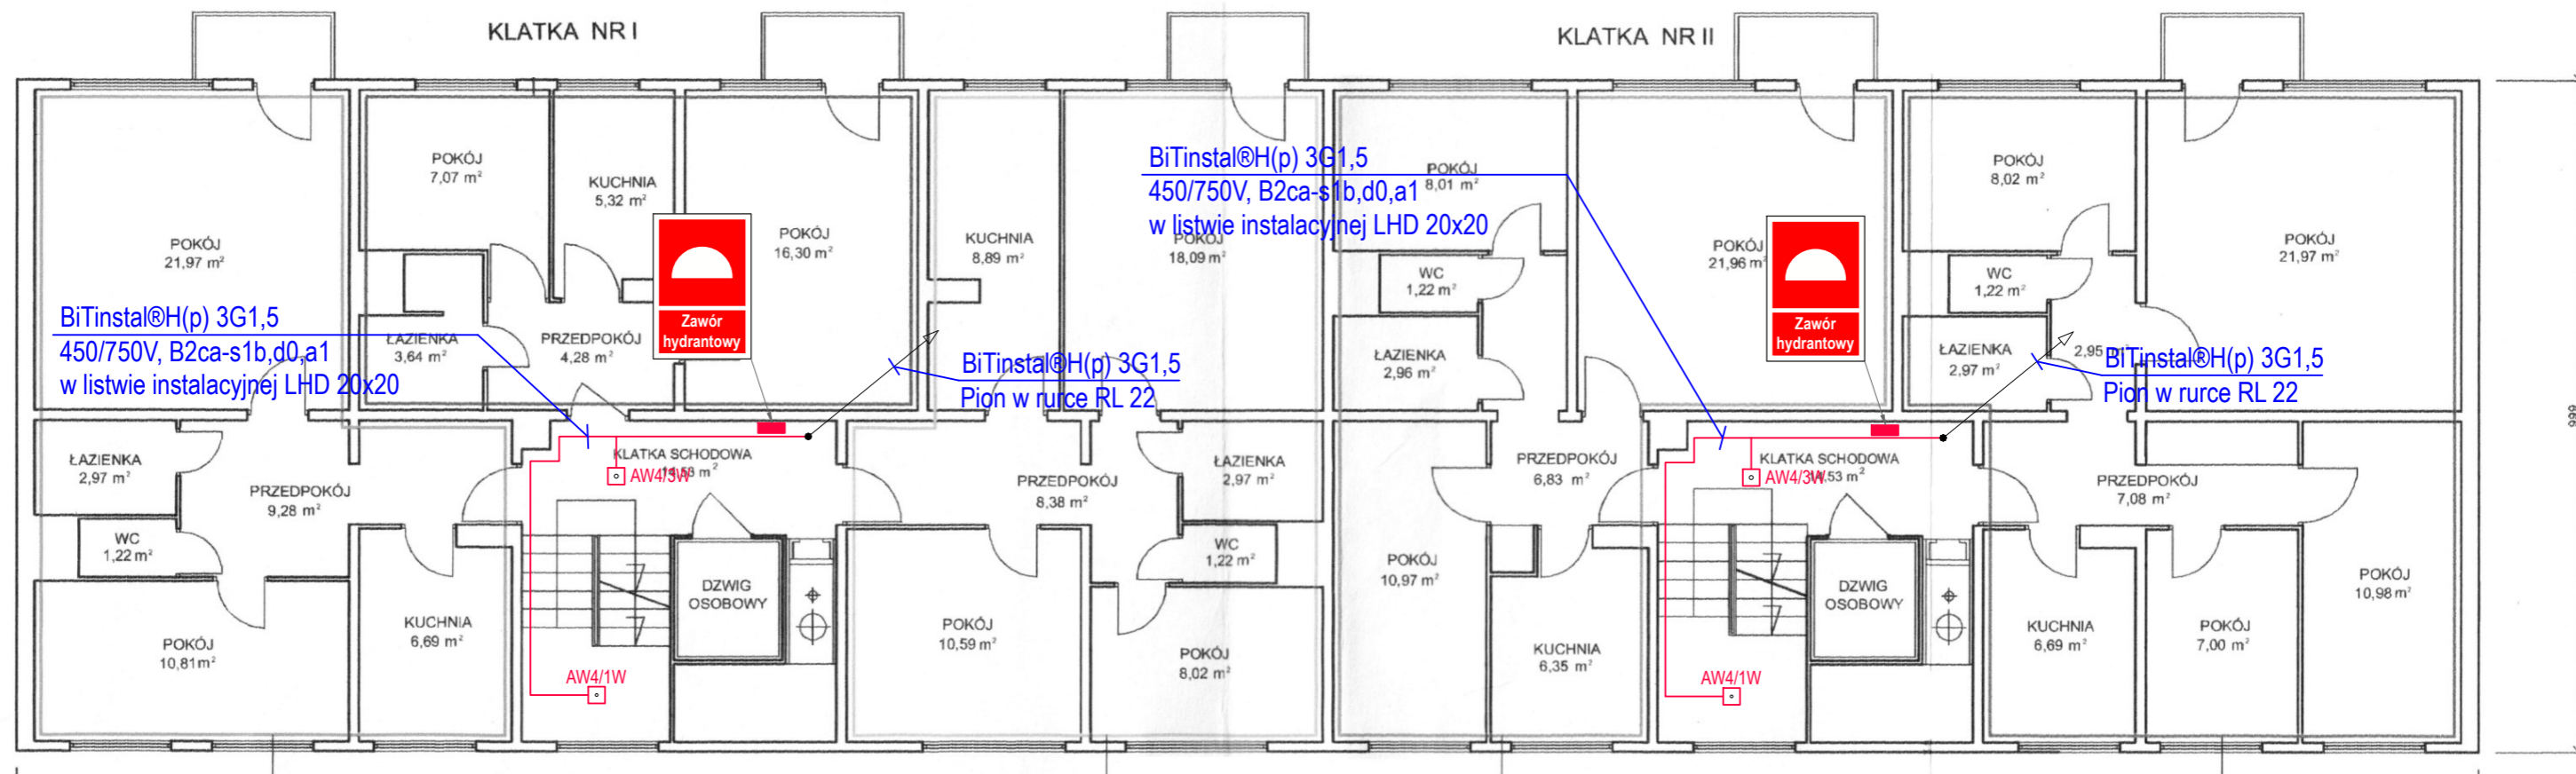 KLATKA NR I
KLATKA NR II
POKÓJ
21,97 m²
POKÓJ
7,07 m²
KUCHNIA
5,32 m²
POKÓJ
16,30 m²
KUCHNIA
8,89 m²
POKÓJ
18,09 m²
BiTinstal®H(p) 3G1,5
450/750V, B2ca-s1b,d0,a1
w listwie instalacyjnej LHD 20x20
POKÓJ
8,01 m²
POKÓJ
21,96 m²
POKÓJ
8,02 m²
POKÓJ
21,97 m²
Zawór
hydrantowy
Zawór
hydrantowy
WC
1,22 m²
WC
1,22 m²
BiTinstal®H(p) 3G1,5
450/750V, B2ca-s1b,d0,a1
w listwie instalacyjnej LHD 20x20
ŁAZIENKA
3,64 m²
PRZEDPOKÓJ
4,28 m²
BiTinstal®H(p) 3G1,5
Pion w rurce RL 22
ŁAZIENKA
2,96 m²
ŁAZIENKA
2,97 m²
2,95 m²
BiTinstal®H(p) 3G1,5
Pion w rurce RL 22
ŁAZIENKA
2,97 m²
PRZEDPOKÓJ
9,28 m²
WC
1,22 m²
KLATKA SCHODOWA
AW4/3W
PRZEDPOKÓJ
8,38 m²
ŁAZIENKA
2,97 m²
WC
1,22 m²
PRZEDPOKÓJ
6,83 m²
KLATKA SCHODOWA
14,53 m²
AW4/3W
PRZEDPOKÓJ
7,08 m²
999
POKÓJ
10,81 m²
KUCHNIA
6,69 m²
AW4/1W
DZWIG
OSOBOWY
POKÓJ
10,59 m²
POKÓJ
8,02 m²
POKÓJ
10,97 m²
KUCHNIA
6,35 m²
AW4/1W
DZWIG
OSOBOWY
KUCHNIA
6,69 m²
POKÓJ
7,00 m²
POKÓJ
10,98 m²